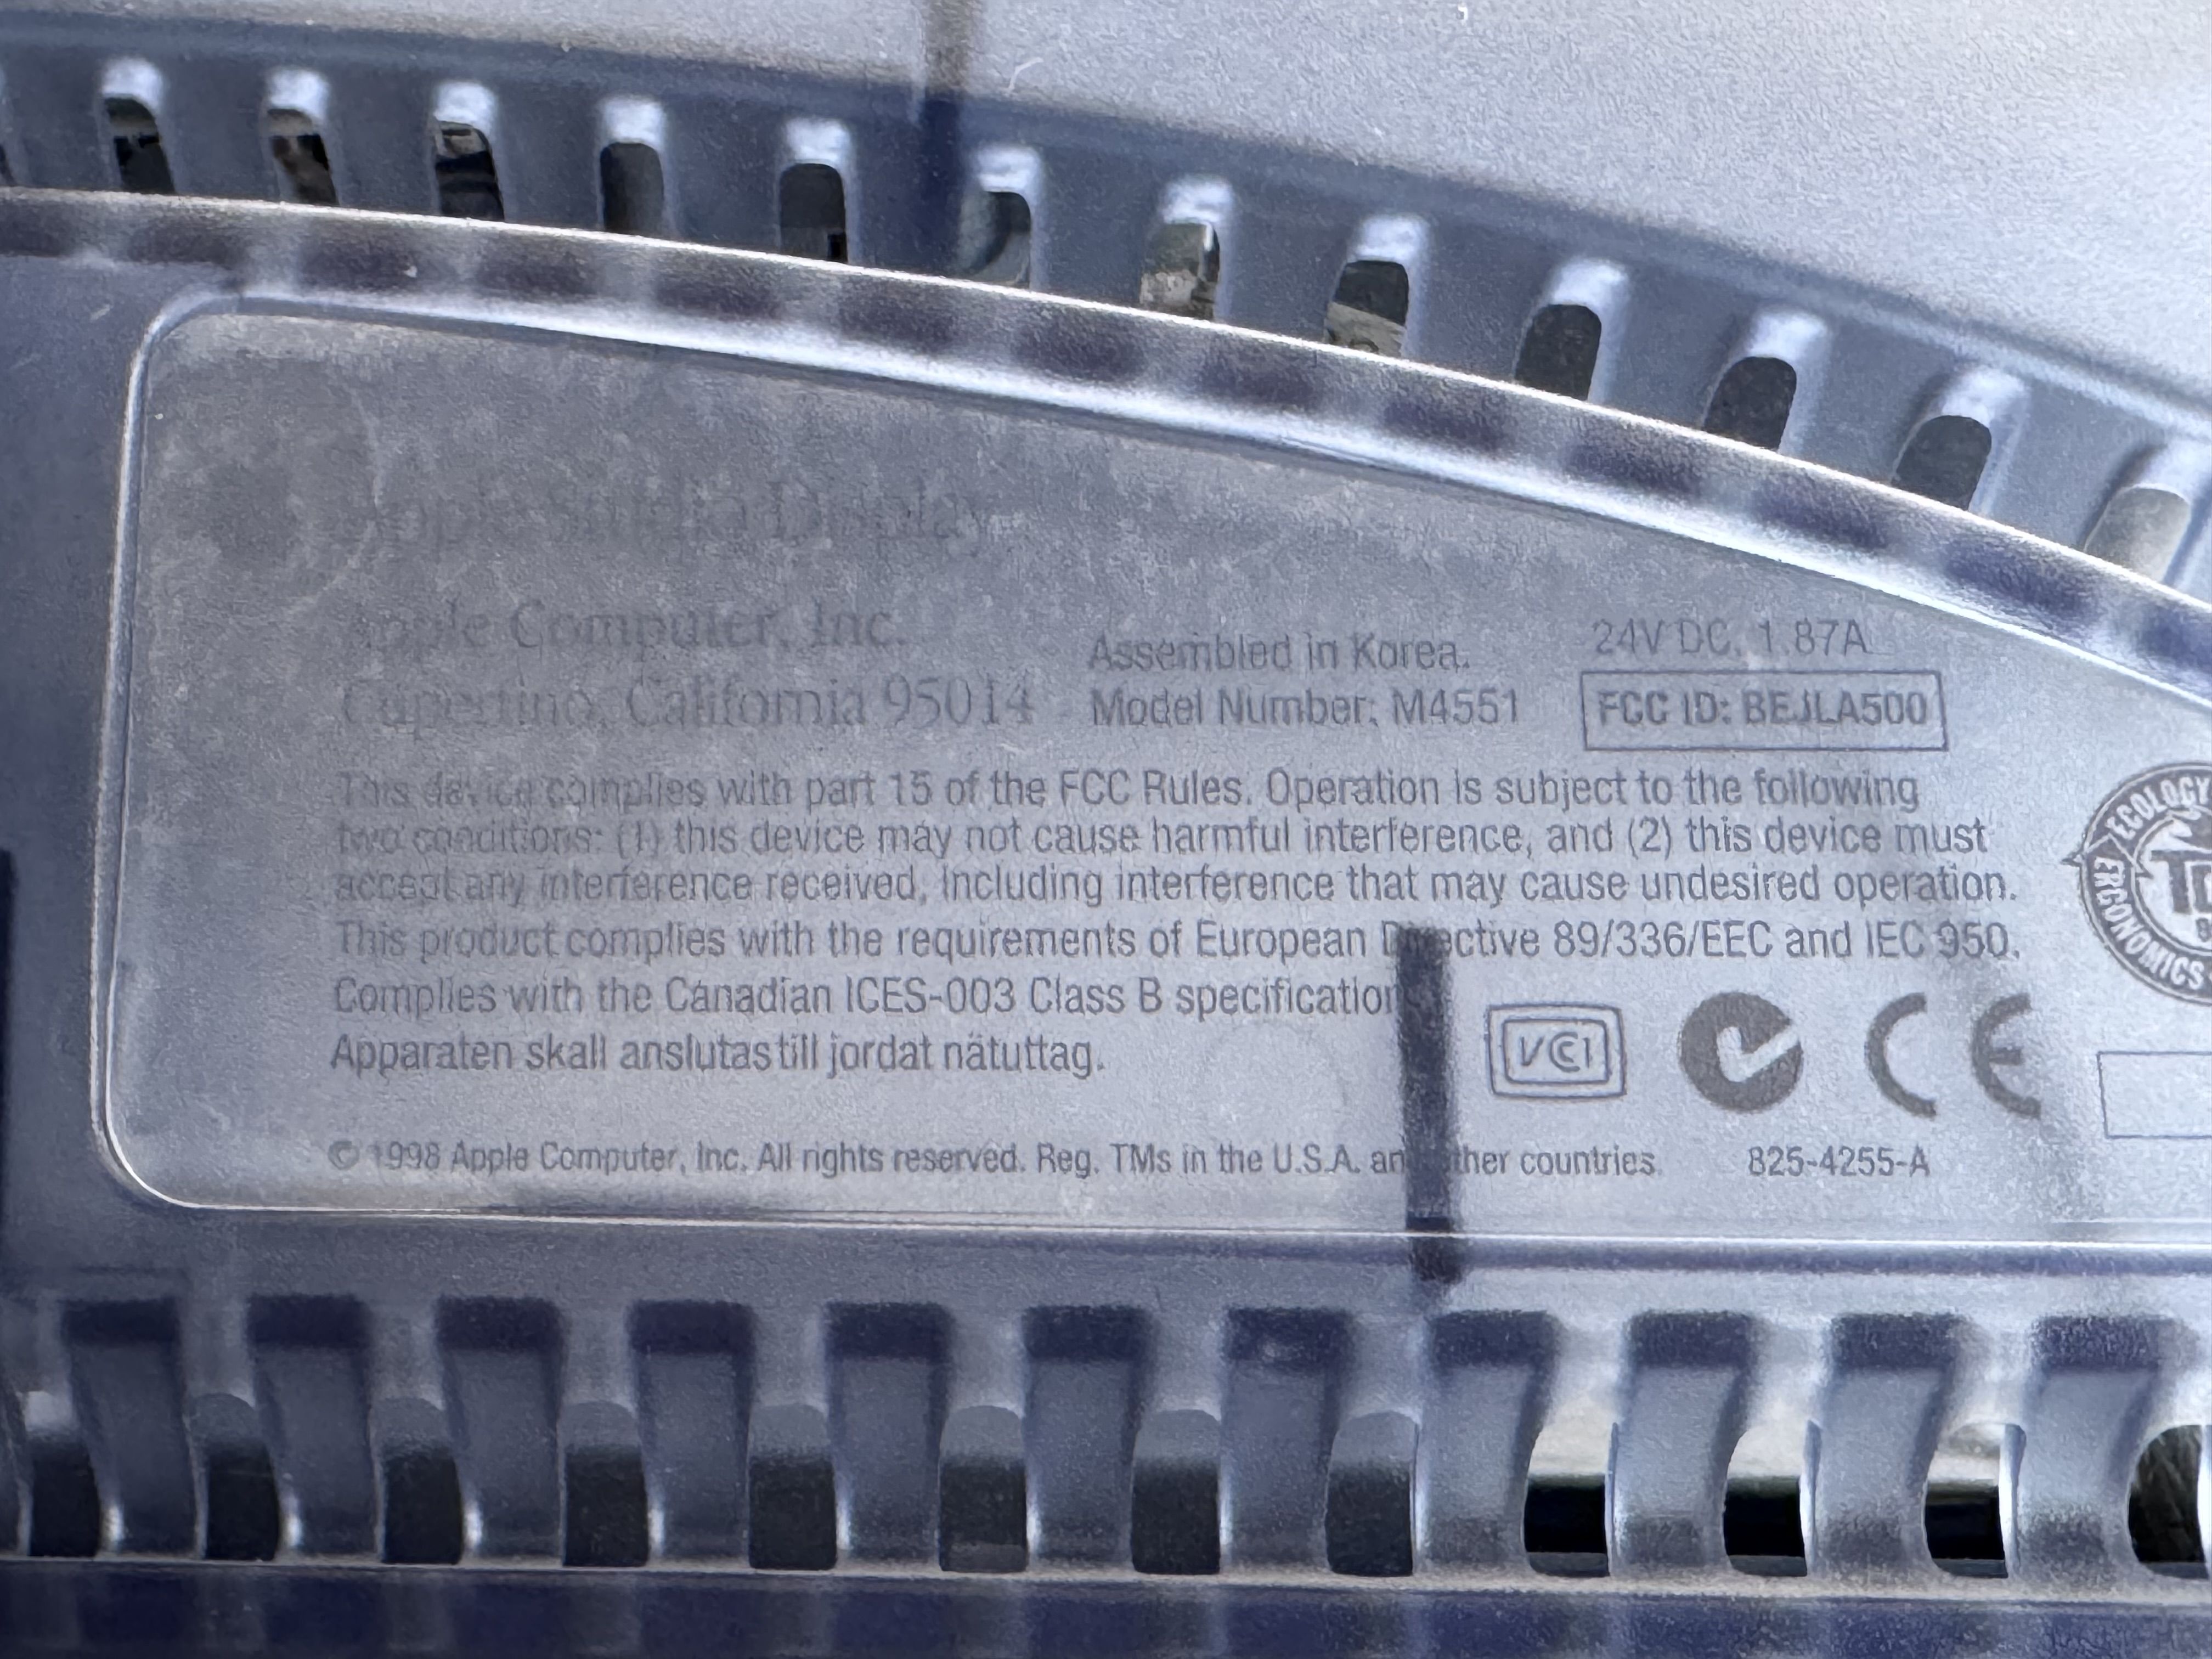 Apple Studio Display
Apple Computer, Inc.
Cupertino, California 95014
Assembled in Korea.
Model Number: M4551
24V DC, 1.87A
FCC ID: BEJLA500
This device complies with part 15 of the FCC Rules. Operation is subject to the following
two conditions: (1) this device may not cause harmful interference, and (2) this device must
accept any interference received, including interference that may cause undesired operation.
This product complies with the requirements of European Directive 89/336/EEC and IEC 950.
Complies with the Canadian ICES-003 Class B specification
Apparaten skall anslutas till jordat nätuttag.
VCCI
CE
ECOLOGY
ERGONOMICS
© 1998 Apple Computer, Inc. All rights reserved. Reg. TMs in the U.S.A. and other countries.
825-4255-A